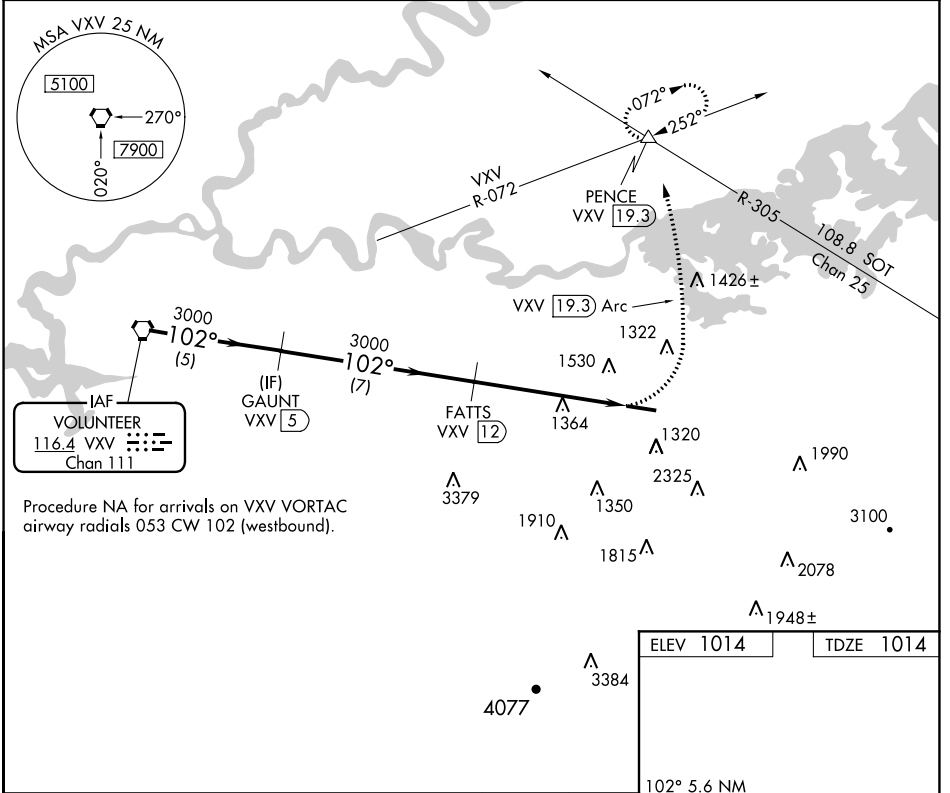 MSA VXV 25 NM
5100
270°
7900
020°
072°
252°
VXV
R-072
PENCE
VXV 19.3
R-305
108.8 SOT
Chan 25
1426±
VXV 19.3 Arc
1322
1530
3000
102°
(5)
3000
102°
(7)
(IF)
GAUNT
VXV 5
FATTS
VXV 12
1364
IAF
VOLUNTEER
116.4 VXV
Chan 111
1320
2325
1990
3379
1350
3100
Procedure NA for arrivals on VXV VORTAC
airway radials 053 CW 102 (westbound).
1910
1815
2078
1948±
3384
4077
ELEV 1014
TDZE 1014
102° 5.6 NM